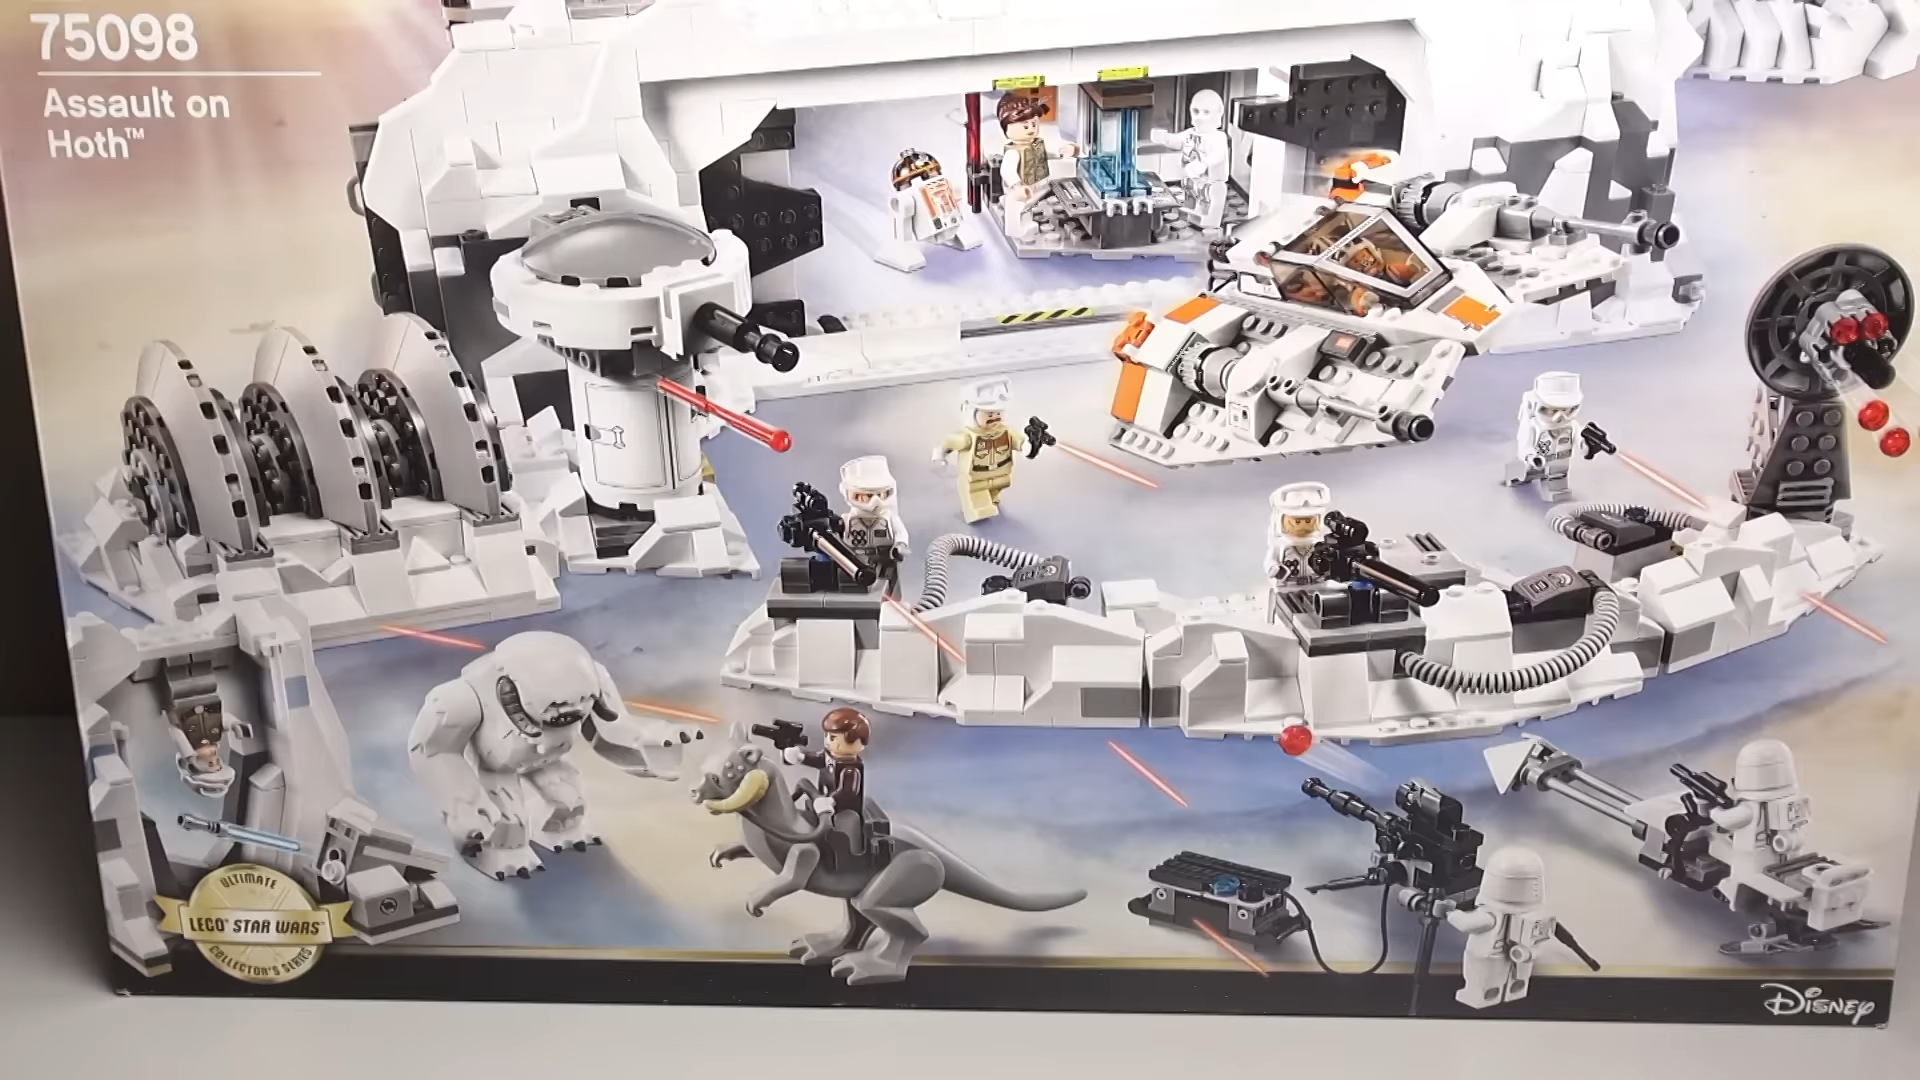 75098
Assault on
Hoth™
ULTIMATE
LEGO® STAR WARS™
COLLECTOR'S SERIES
Disney